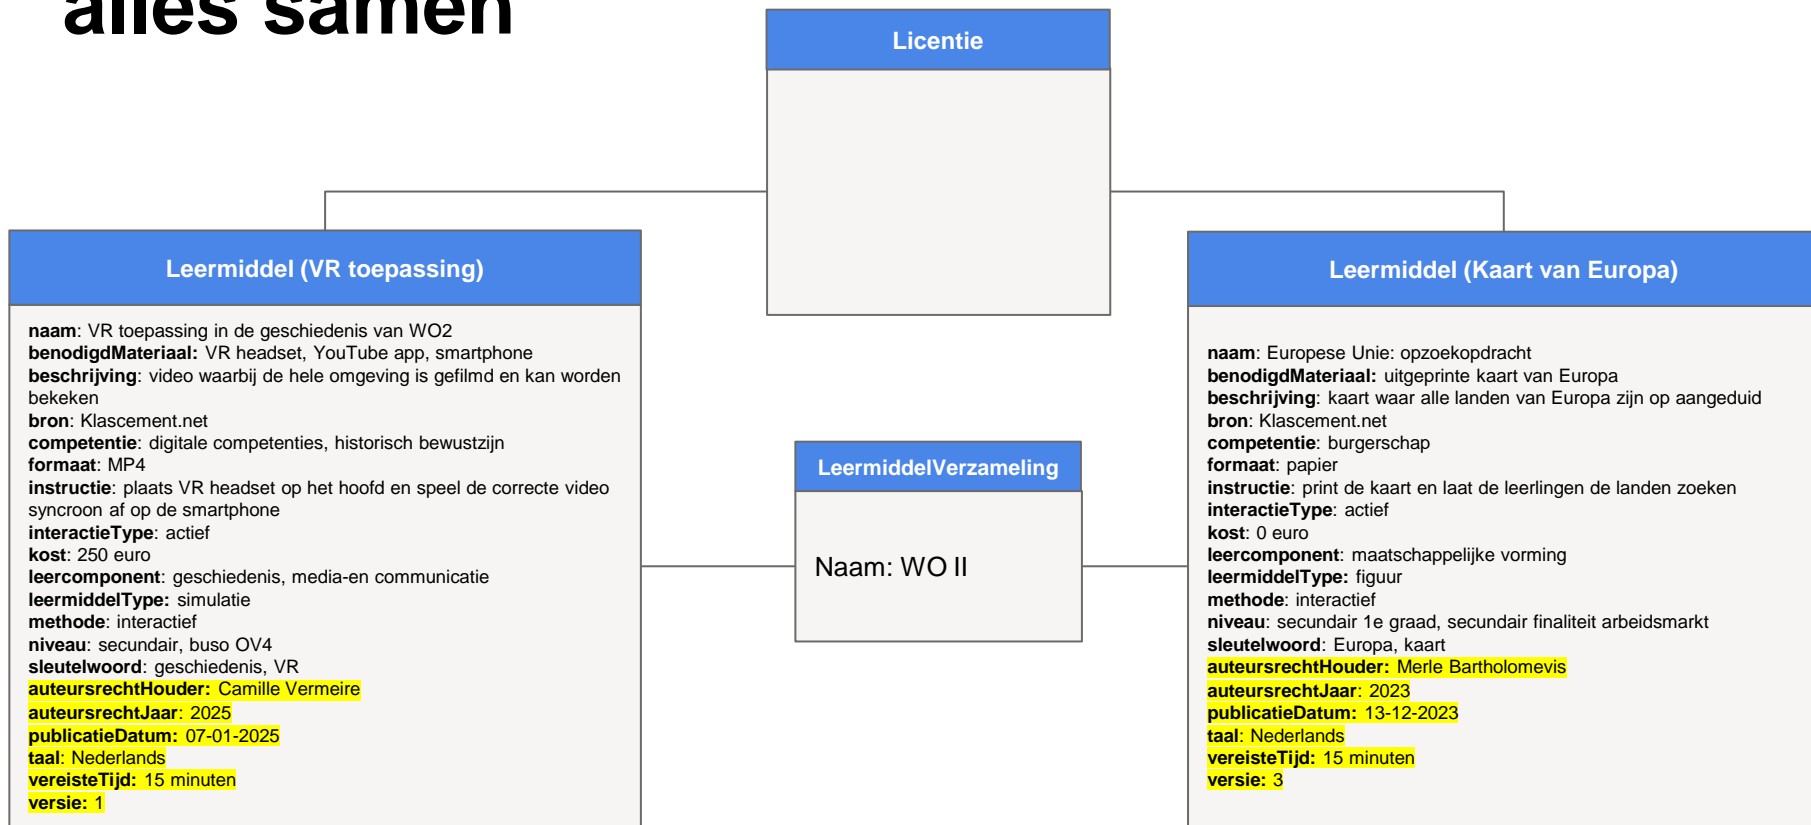 alles samen
Licentie
Leermiddel (VR toepassing)
naam: VR toepassing in de geschiedenis van WO2
benodigdMateriaal: VR headset, YouTube app, smartphone
beschrijving: video waarbij de hele omgeving is gefilmd en kan worden
bekeken
bron: Klascement.net
competentie: digitale competenties, historisch bewustzijn
formaat: MP4
instructie: plaats VR headset op het hoofd en speel de correcte video
syncroon af op de smartphone
interactieType: actief
kost: 250 euro
leercomponent: geschiedenis, media-en communicatie
leermiddelType: simulatie
methode: interactief
niveau: secundair, buso OV4
sleutelwoord: geschiedenis, VR
auteursrechtHouder: Camille Vermeire
auteursrechtJaar: 2025
publicatieDatum: 07-01-2025
taal: Nederlands
vereisteTijd: 15 minuten
versie: 1
LeermiddelVerzameling
Naam: WO II
Leermiddel (Kaart van Europa)
naam: Europese Unie: opzoekopdracht
benodigdMateriaal: uitgeprinte kaart van Europa
beschrijving: kaart waar alle landen van Europa zijn op aangeduid
bron: Klascement.net
competentie: burgerschap
formaat: papier
instructie: print de kaart en laat de leerlingen de landen zoeken
interactieType: actief
kost: 0 euro
leercomponent: maatschappelijke vorming
leermiddelType: figuur
methode: interactief
niveau: secundair 1e graad, secundair finaliteit arbeidsmarkt
sleutelwoord: Europa, kaart
auteursrechtHouder: Merle Bartholomevis
auteursrechtJaar: 2023
publicatieDatum: 13-12-2023
taal: Nederlands
vereisteTijd: 15 minuten
versie: 3